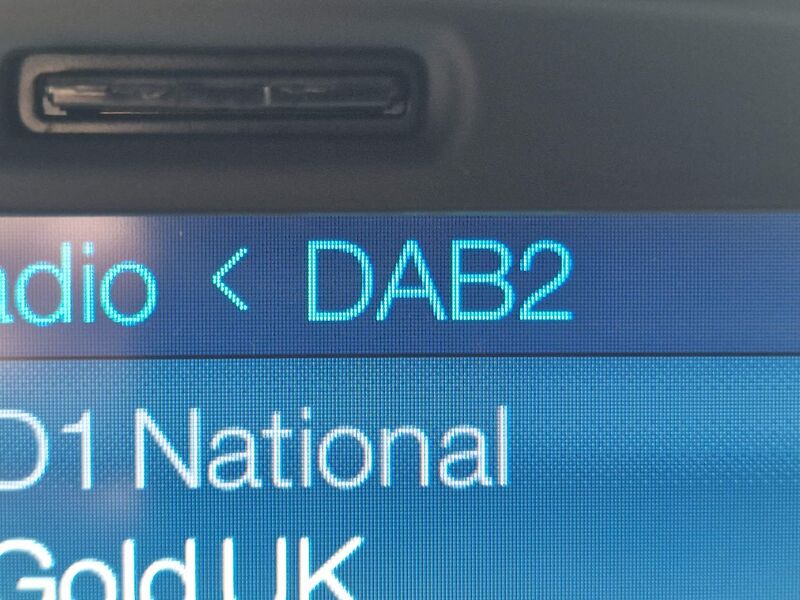 adio < DAB2
D1 National
Gold UK